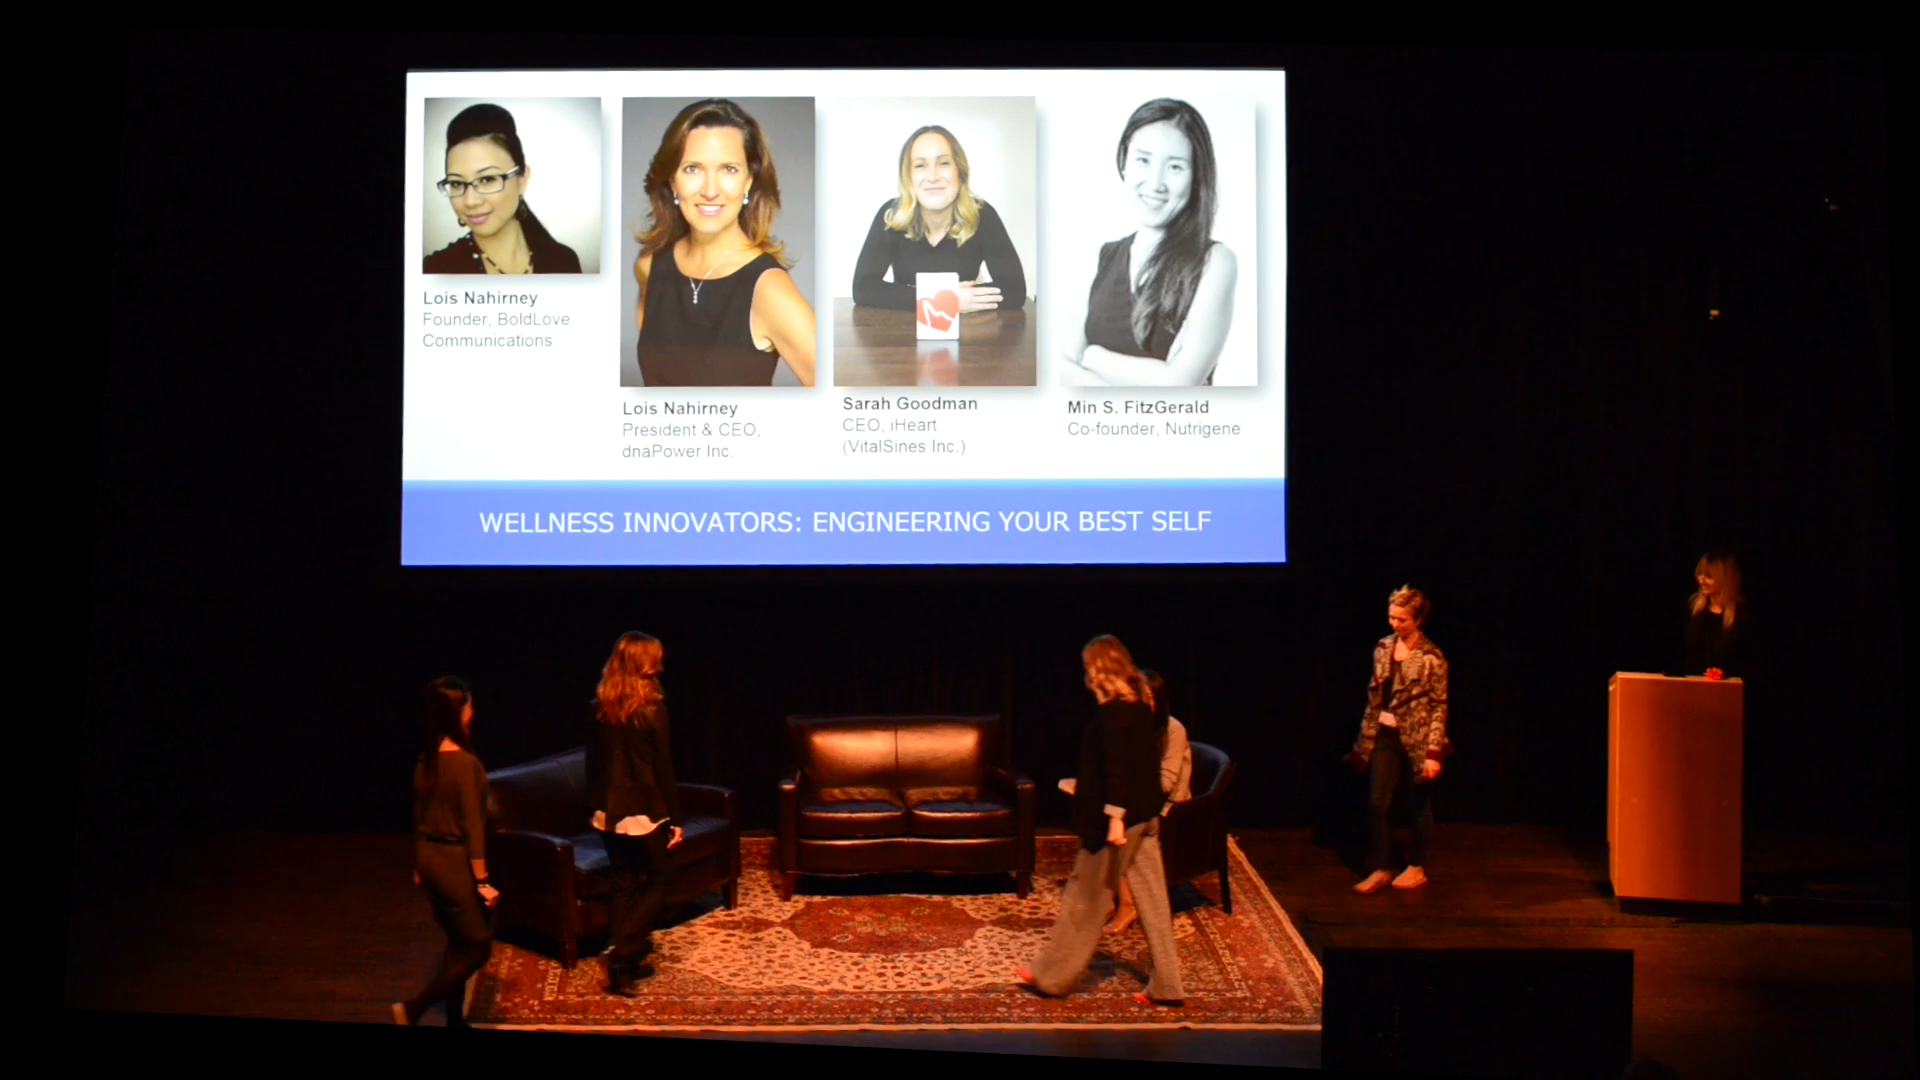 Lois Nahirney
Founder, BoldLove
Communications
Lois Nahirney
President & CEO,
dnaPower Inc.
Sarah Goodman
CEO, iHeart
(VitalSines Inc.)
Min S. FitzGerald
Co-founder, Nutrigene
WELLNESS INNOVATORS: ENGINEERING YOUR BEST SELF